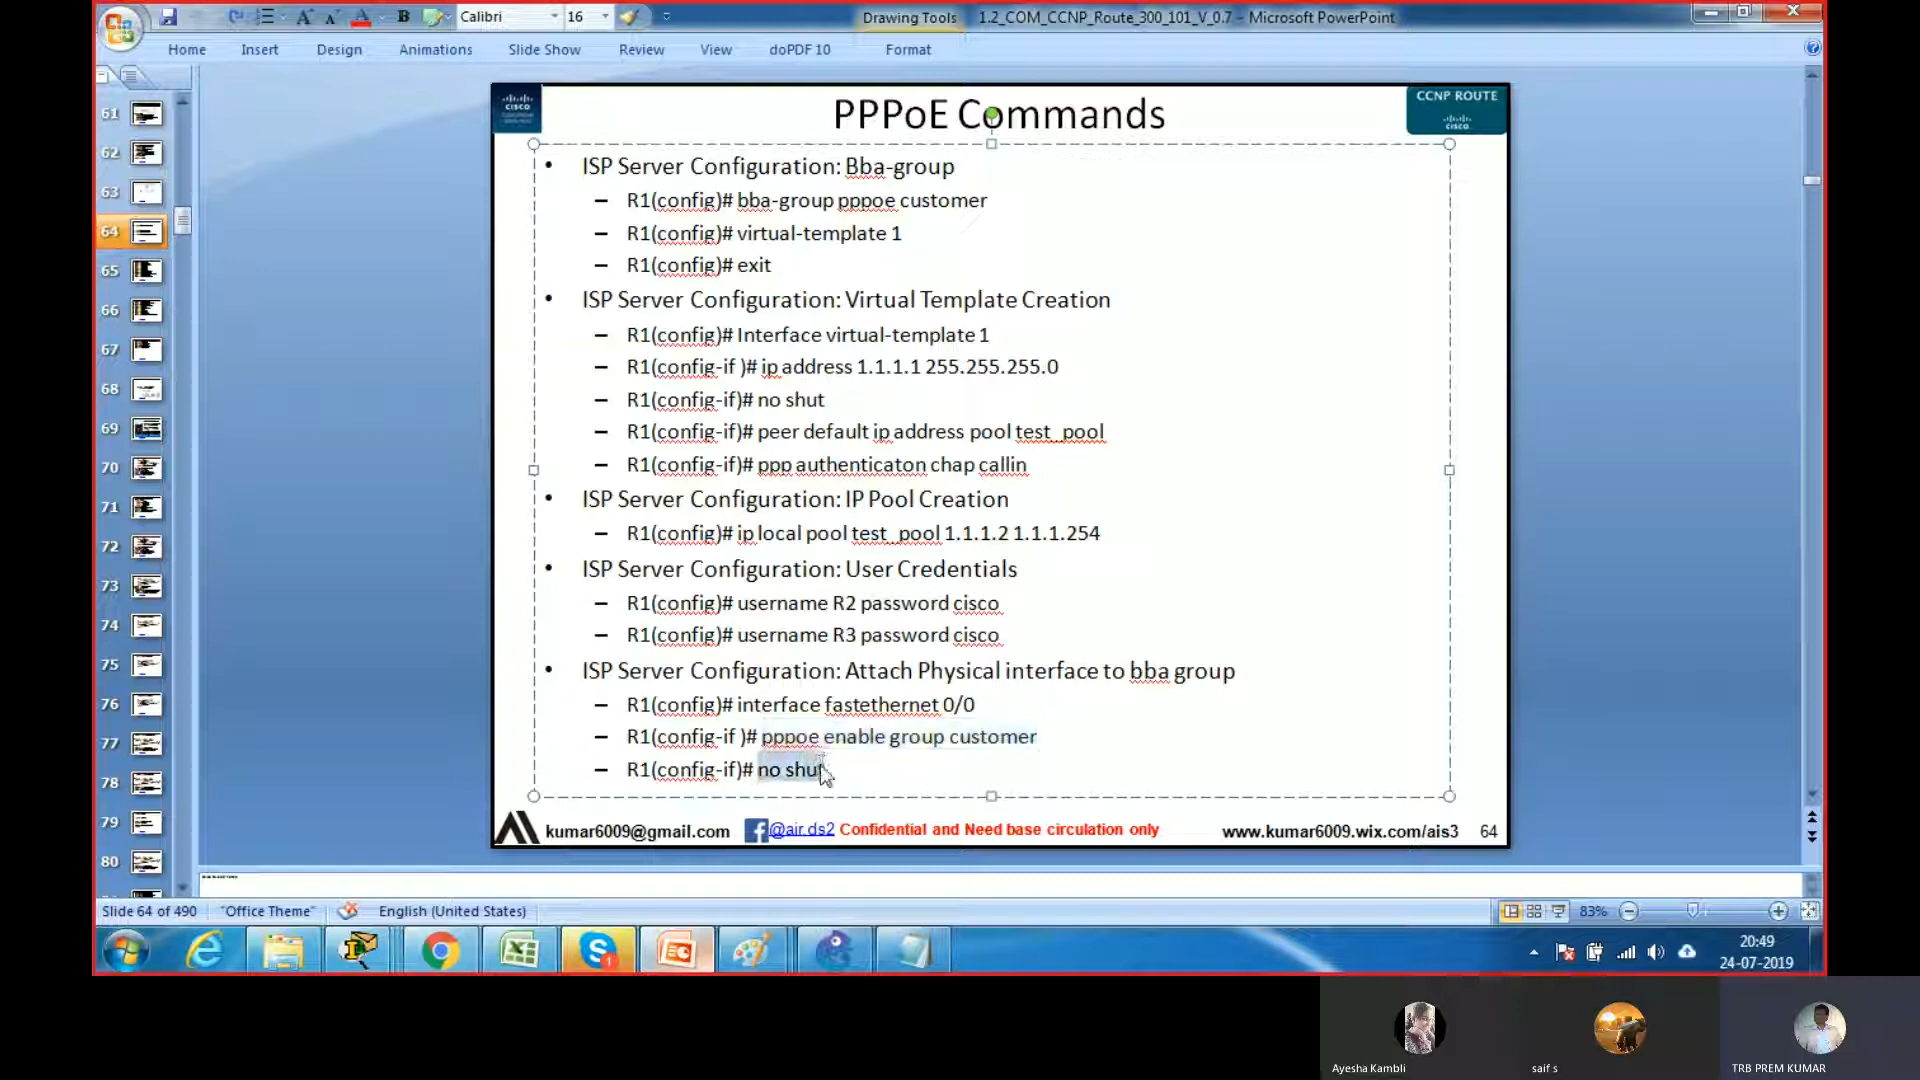 Calibri 16 Drawing Tools 1.2_COM_CCNP_Route_300_101_V_0.7 - Microsoft PowerPoint
Home Insert Design Animations Slide Show Review View doPDF 10 Format
61
62
63
64
65
66
67
68
69
70
71
72
73
74
75
76
77
78
79
80
CISCO
CCNP ROUTE
CISCO
PPPoE Commands
• ISP Server Configuration: Bba-group
– R1(config)# bba-group pppoe customer
– R1(config)# virtual-template 1
– R1(config)# exit
• ISP Server Configuration: Virtual Template Creation
– R1(config)# Interface virtual-template 1
– R1(config-if )# ip address 1.1.1.1 255.255.255.0
– R1(config-if)# no shut
– R1(config-if)# peer default ip address pool test_pool
– R1(config-if)# ppp authenticaton chap callin
• ISP Server Configuration: IP Pool Creation
– R1(config)# ip local pool test_pool 1.1.1.2 1.1.1.254
• ISP Server Configuration: User Credentials
– R1(config)# username R2 password cisco
– R1(config)# username R3 password cisco
• ISP Server Configuration: Attach Physical interface to bba group
– R1(config)# interface fastethernet 0/0
– R1(config-if )# pppoe enable group customer
– R1(config-if)# no shut
kumar6009@gmail.com @air.ds2 Confidential and Need base circulation only www.kumar6009.wix.com/ais3 64
Slide 64 of 490 "Office Theme" English (United States) 83%
20:49
24-07-2019
Ayesha Kambli saif s TRB PREM KUMAR